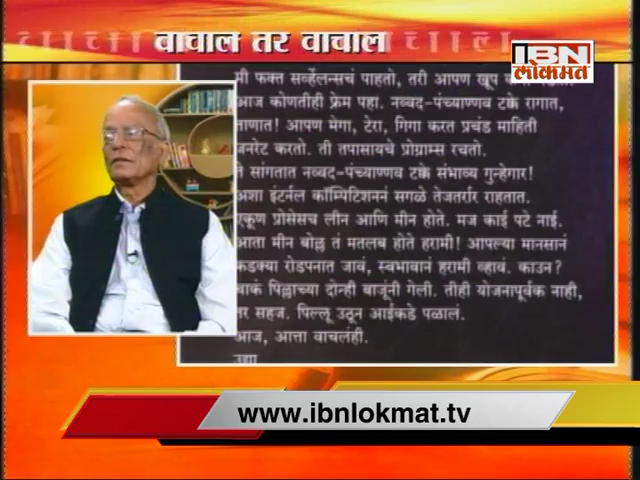 वाचाल तर वाचाल
IBN
लोकमत
मी फक्त सर्व्हेलन्सचं पाहतो, तरी आपण खूप
आज कोणतीही फ्रेम पहा. नव्वद-पंच्याण्णव टक्के रागात,
आपण मेगा, टेरा, गिगा करत प्रचंड माहिती
जनरेट करतो. ती तपासायचे प्रोग्राम्स रचतो.
ते सांगतात नव्वद-पंच्याण्णव टक्के संभाव्य गुन्हेगार!
अशा इंटर्नल कॉम्पिटिशननं सगळे तेजतर्रार राहतात.
एकूण प्रोसेसच लीन आणि मीन होते. मज काई पटे नाई.
आता मीन बोल्ल तं मतलब होते हरामी! आपल्या मानसानं
कडक्या रोडपनात जावं, स्वभावानं हरामी व्हावं. काउन?
चाकं पिल्लाच्या दोन्ही बाजूंनी गेली. तीही योजनापूर्वक नाही,
तर सहज. पिल्लू उठून आईकडे पळालं.
आज, आत्ता वाचलंही.
www.ibnlokmat.tv